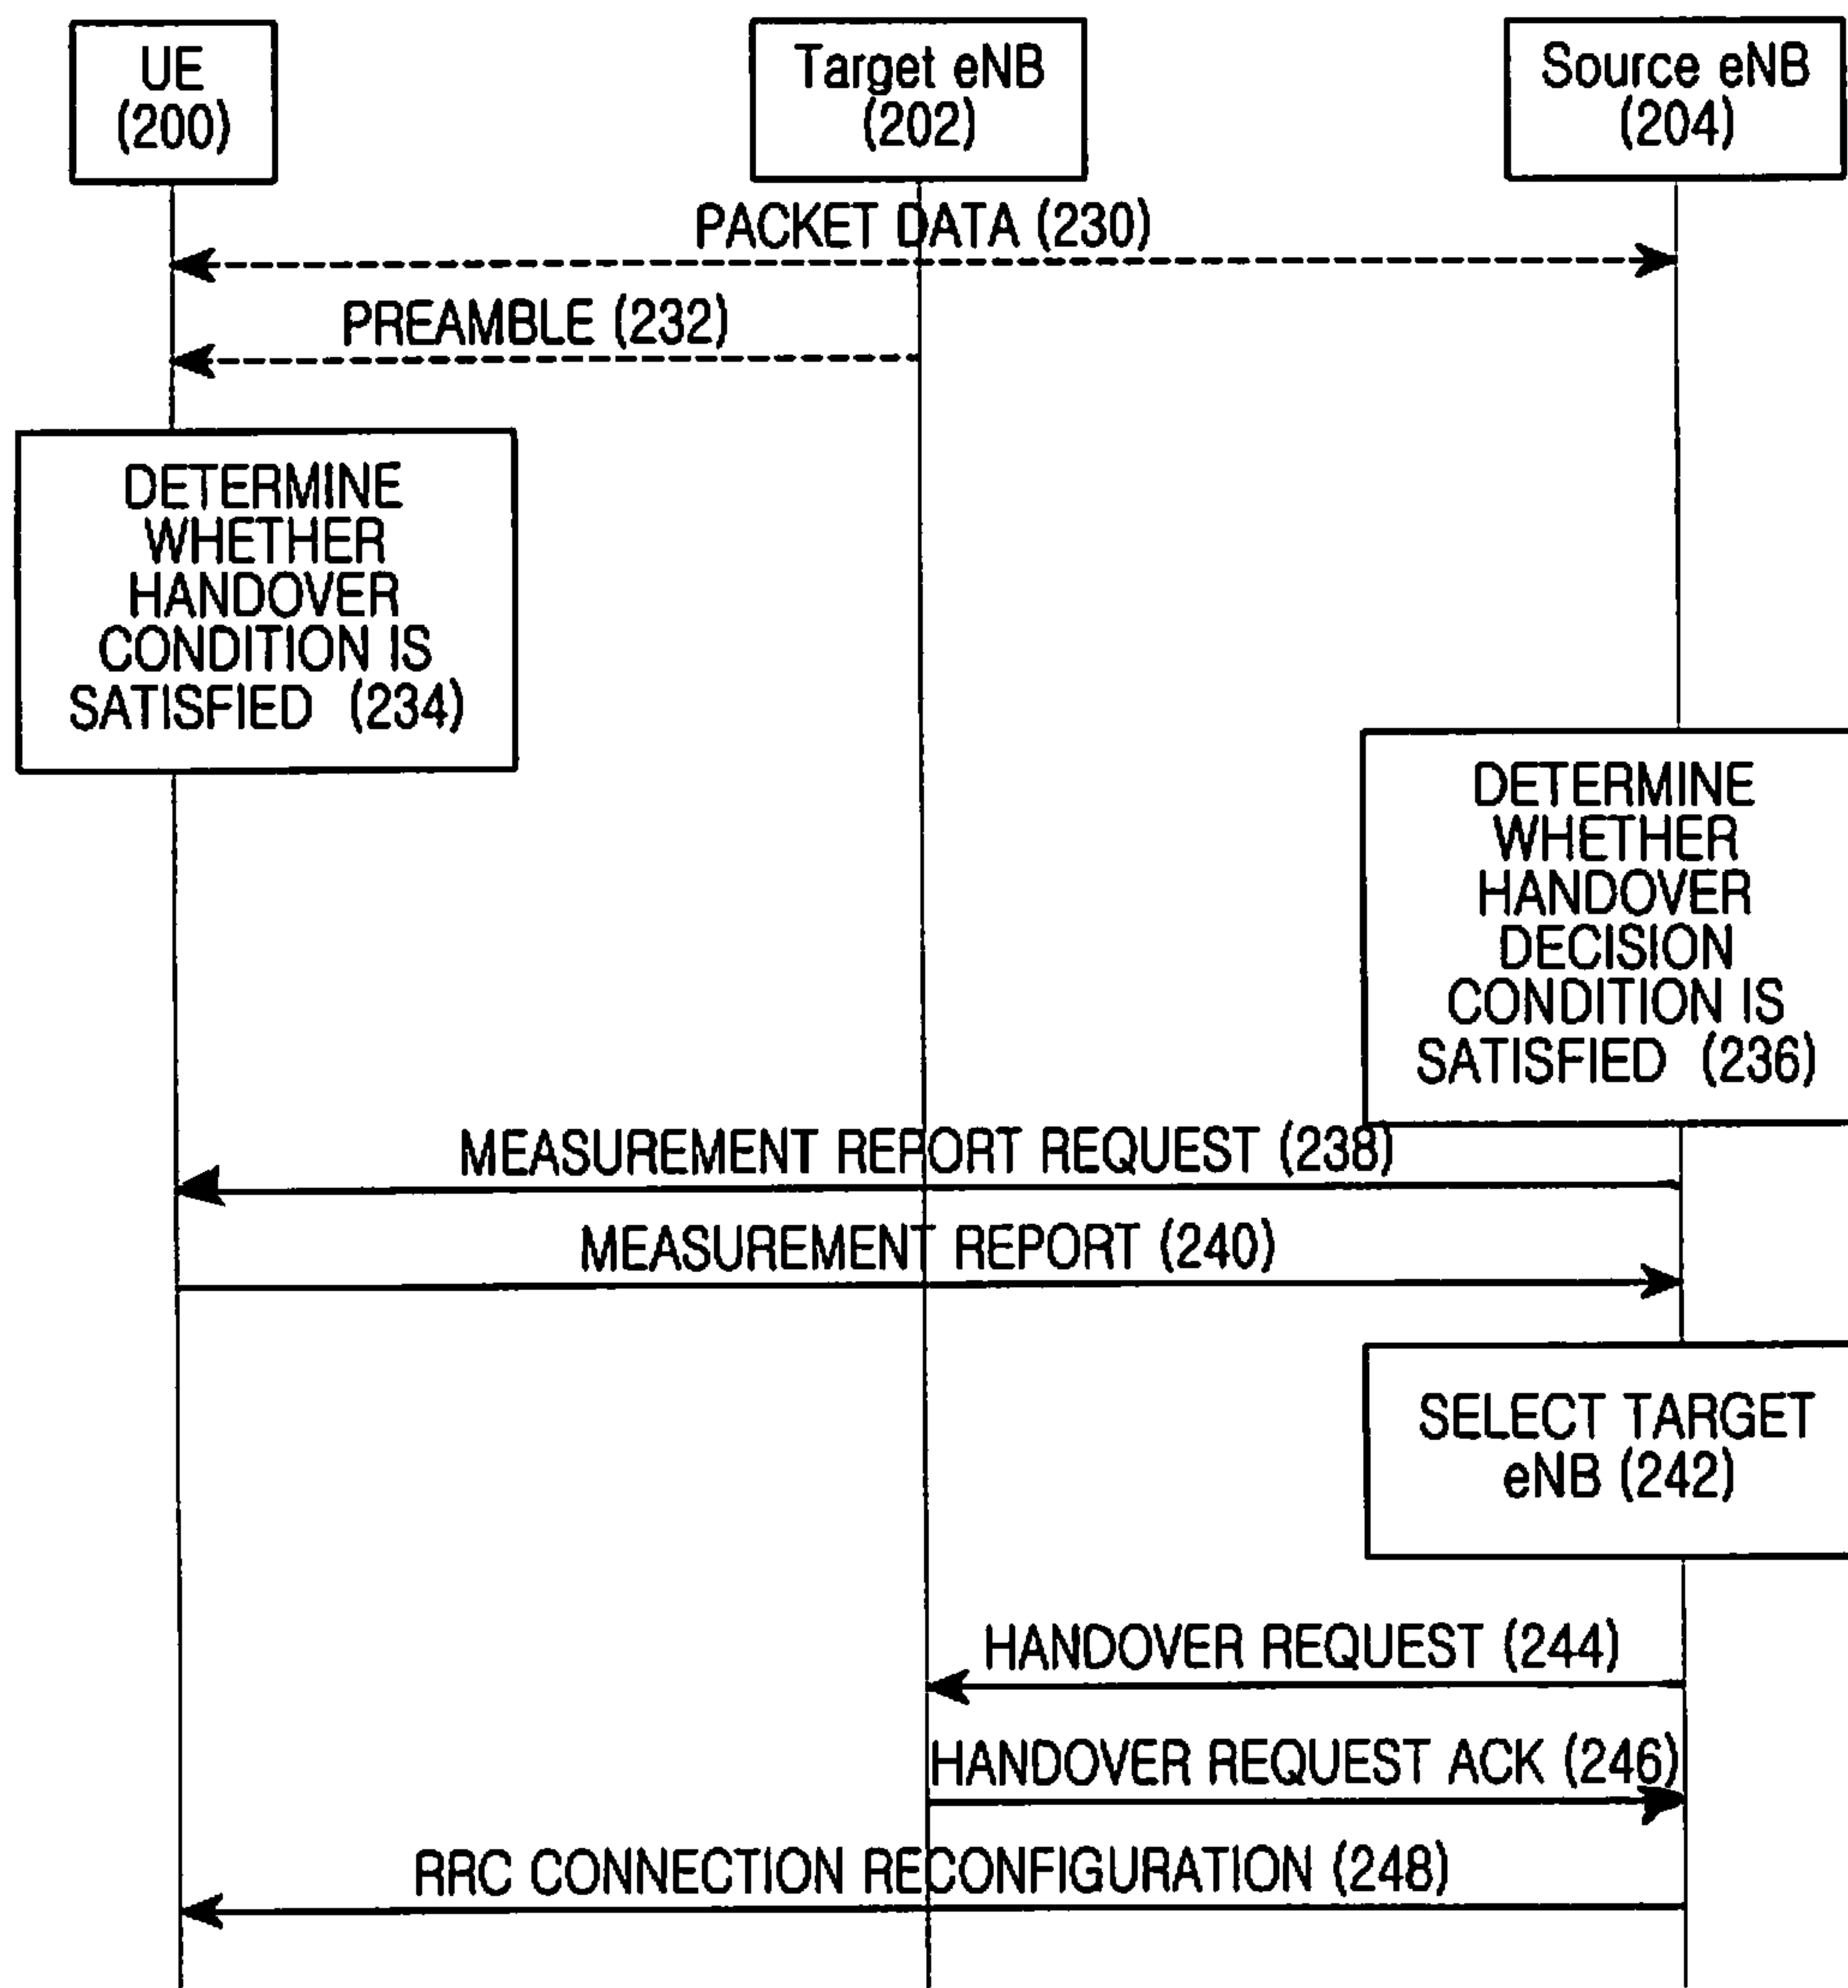 UE
(200)
Target eNB
(202)
Source eNB
(204)
PACKET DATA (230)
PREAMBLE (232)
DETERMINE
WHETHER
HANDOVER
CONDITION IS
SATISFIED (234)
DETERMINE
WHETHER
HANDOVER
DECISION
CONDITION IS
SATISFIED (236)
MEASUREMENT REPORT REQUEST (238)
MEASUREMENT REPORT (240)
SELECT TARGET
eNB (242)
HANDOVER REQUEST (244)
HANDOVER REQUEST ACK (246)
RRC CONNECTION RECONFIGURATION (248)